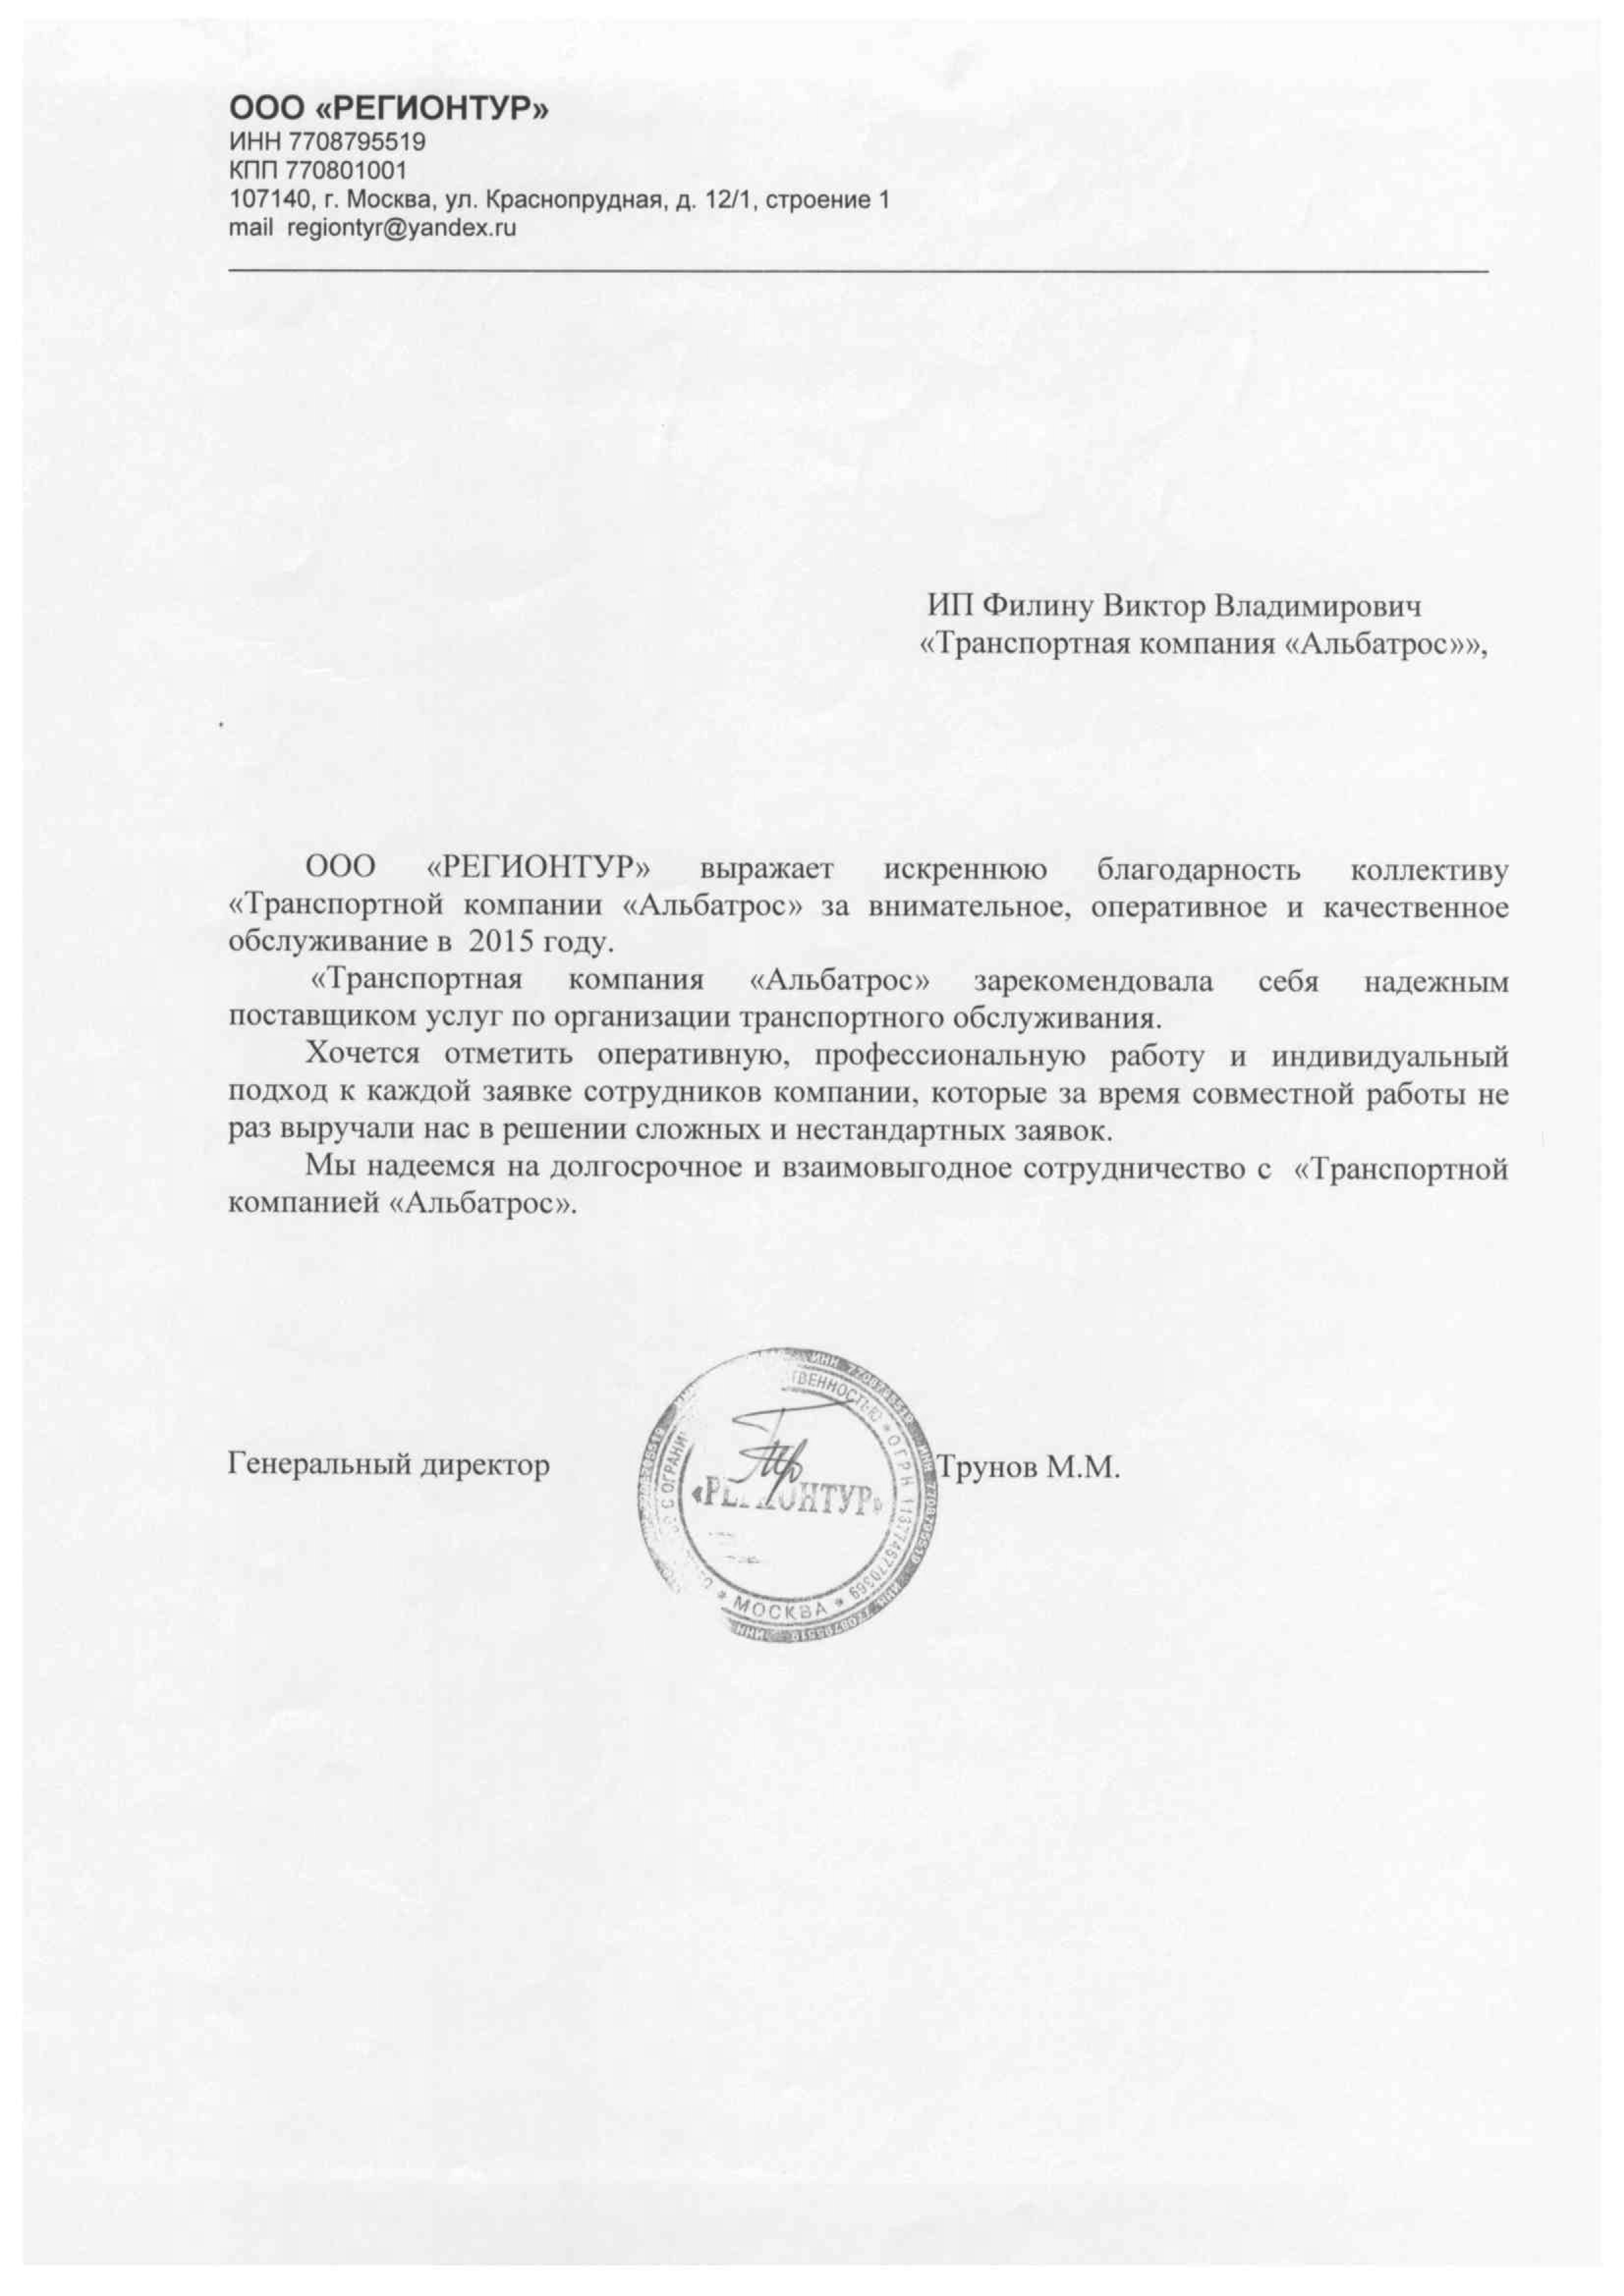 ООО «РЕГИОНТУР»
ИНН 7708795519
КПП 770801001
107140, г. Москва, ул. Краснопрудная, д. 12/1, строение 1
mail regiontyr@yandex.ru
ИП Филину Виктор Владимирович
«Транспортная компания «Альбатрос»»,
ООО «РЕГИОНТУР» выражает искреннюю благодарность коллективу
«Транспортной компании «Альбатрос» за внимательное, оперативное и качественное
обслуживание в 2015 году.
«Транспортная компания «Альбатрос» зарекомендовала себя надежным
поставщиком услуг по организации транспортного обслуживания.
Хочется отметить оперативную, профессиональную работу и индивидуальный
подход к каждой заявке сотрудников компании, которые за время совместной работы не
раз выручали нас в решении сложных и нестандартных заявок.
Мы надеемся на долгосрочное и взаимовыгодное сотрудничество с «Транспортной
компанией «Альбатрос».
Генеральный директор
Трунов М.М.
«РЕГИОНТУР»
* МОСКВА *
ИНН 7708795519